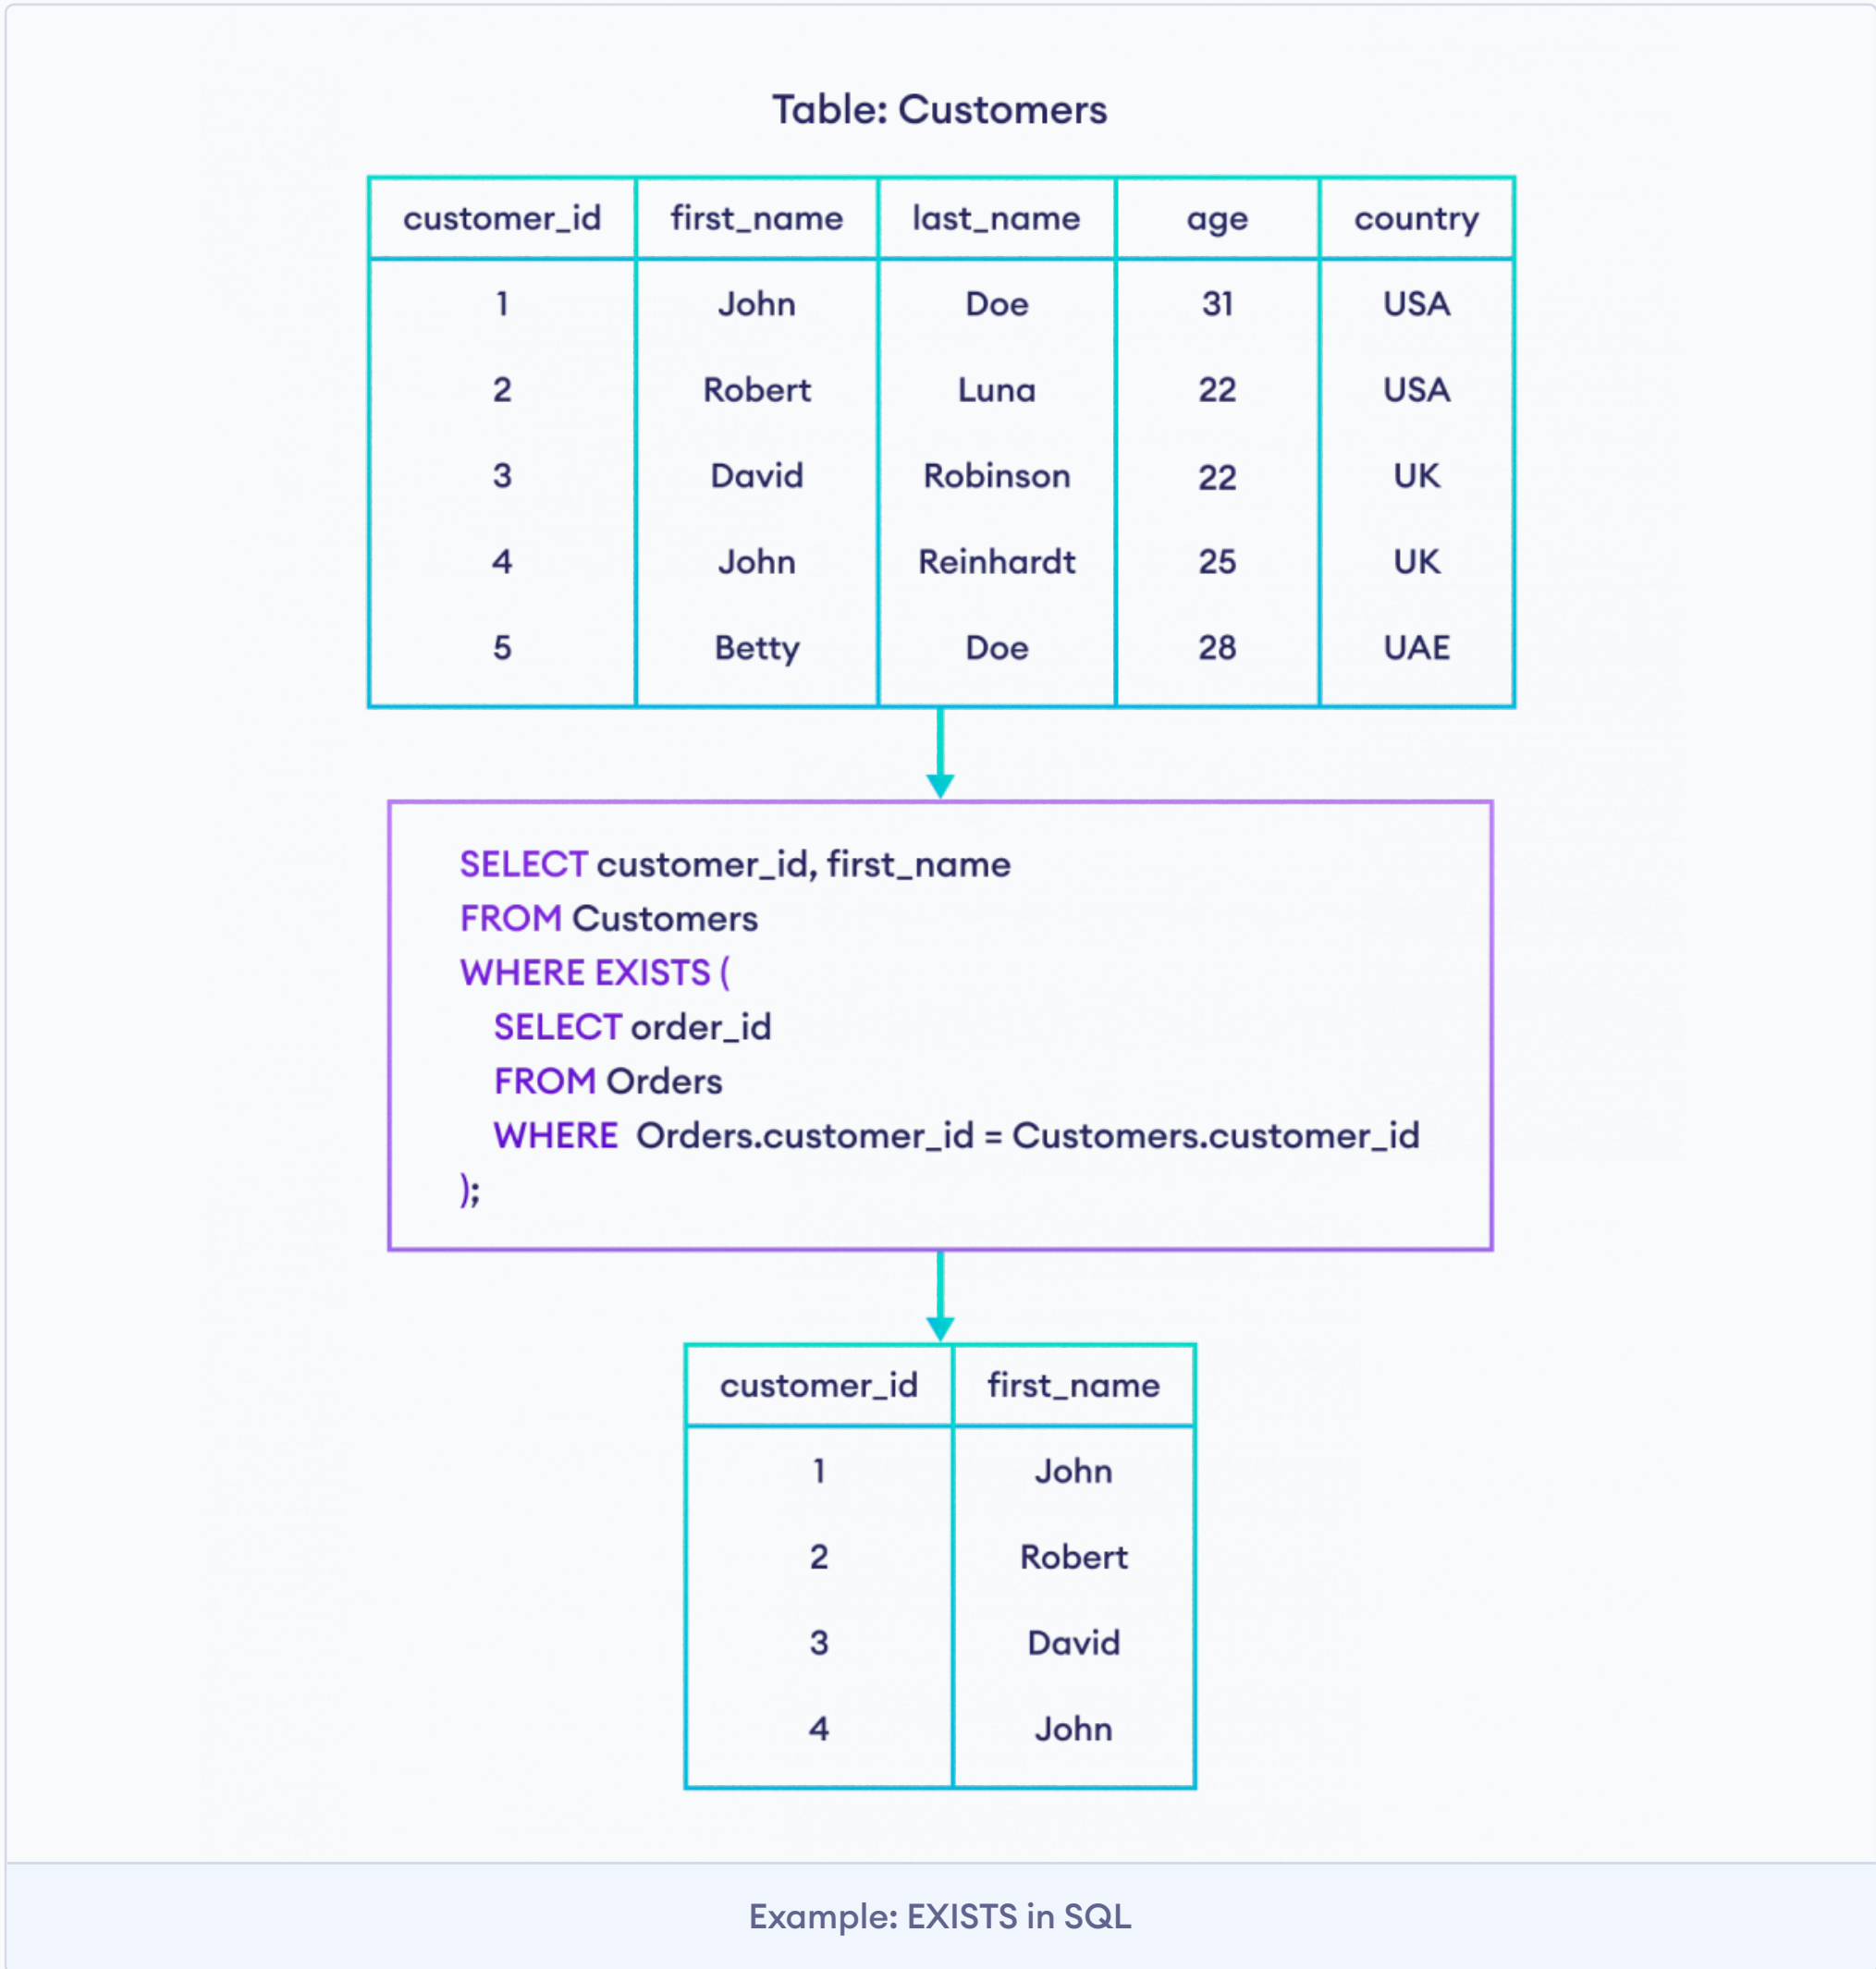 Table: Customers
customer_id first_name last_name age country
1 John Doe 31 USA
2 Robert Luna 22 USA
3 David Robinson 22 UK
4 John Reinhardt 25 UK
5 Betty Doe 28 UAE
SELECT customer_id, first_name
FROM Customers
WHERE EXISTS (
SELECT order_id
FROM Orders
WHERE Orders.customer_id = Customers.customer_id
);
customer_id first_name
1 John
2 Robert
3 David
4 John
Example: EXISTS in SQL